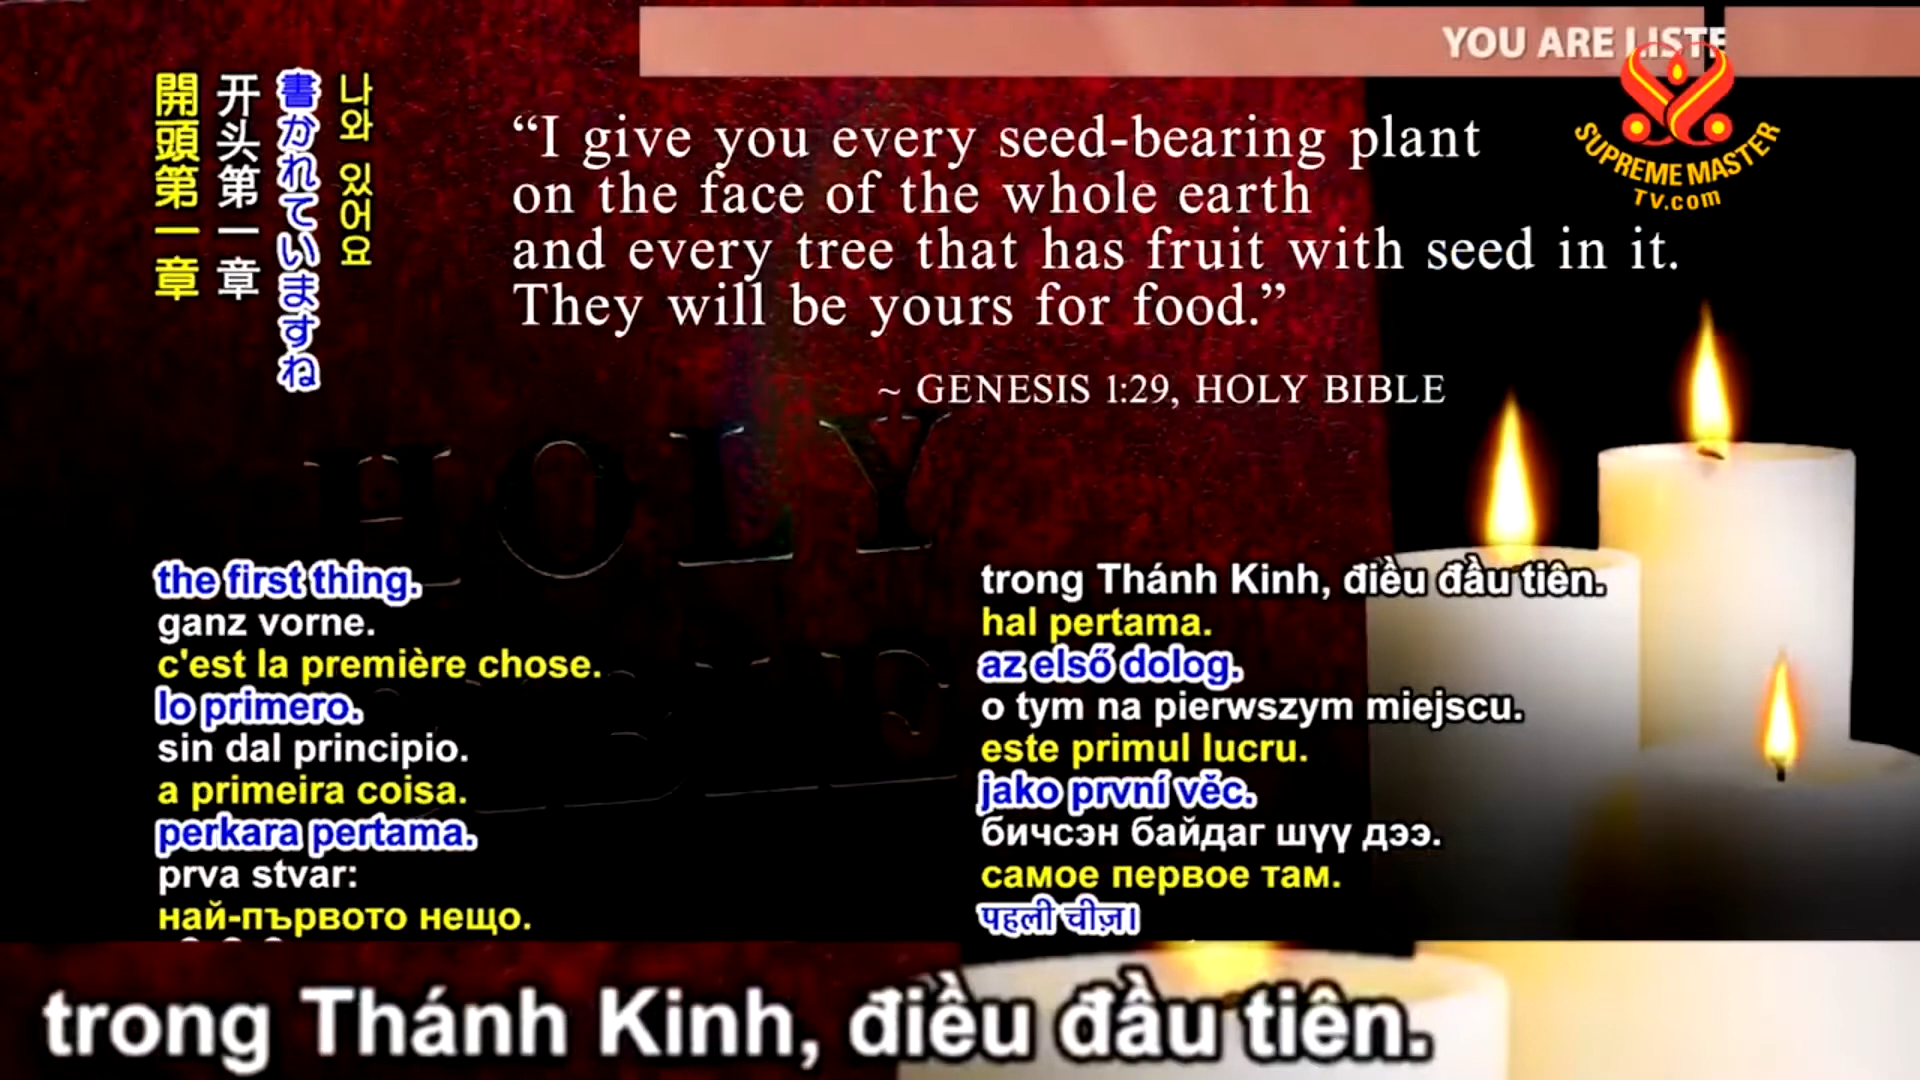 YOU ARE LISTE
SUPREME MASTER
TV.com
開頭第一章
开头第一章
書かれていますね
나와 있어요
“I give you every seed-bearing plant
on the face of the whole earth
and every tree that has fruit with seed in it.
They will be yours for food.”
~ GENESIS 1:29, HOLY BIBLE
HOLY
the first thing.
ganz vorne.
c'est la première chose.
lo primero.
sin dal principio.
a primeira coisa.
perkara pertama.
prva stvar:
най-първото нещо.
trong Thánh Kinh, điều đầu tiên.
hal pertama.
az első dolog.
o tym na pierwszym miejscu.
este primul lucru.
jako první věc.
бичсэн байдаг шүү дээ.
самое первое там.
पहली चीज़।
trong Thánh Kinh, điều đầu tiên.